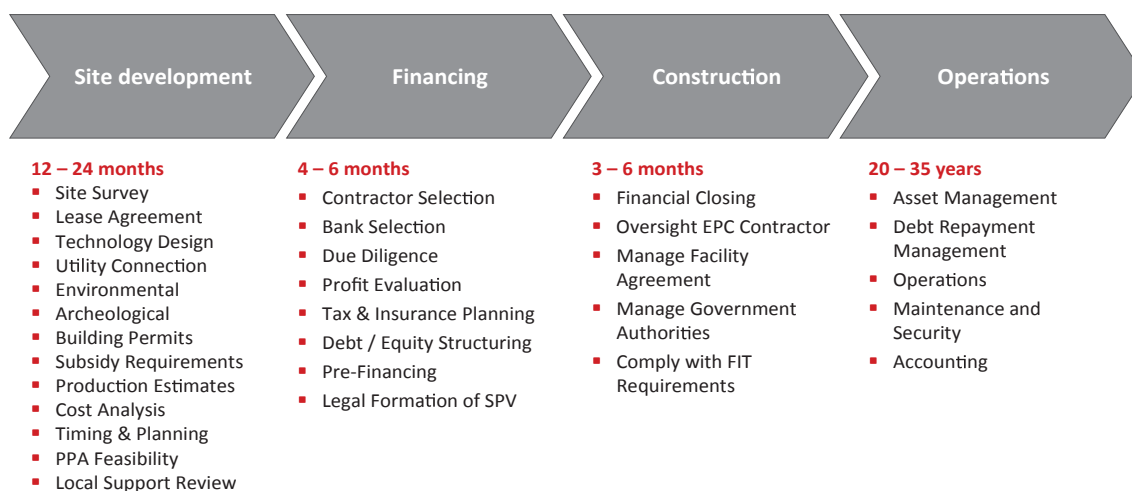 Site development
Financing
Construction
Operations
12 – 24 months
Site Survey
Lease Agreement
Technology Design
Utility Connection
Environmental
Archeological
Building Permits
Subsidy Requirements
Production Estimates
Cost Analysis
Timing & Planning
PPA Feasibility
Local Support Review
4 – 6 months
Contractor Selection
Bank Selection
Due Diligence
Profit Evaluation
Tax & Insurance Planning
Debt / Equity Structuring
Pre-Financing
Legal Formation of SPV
3 – 6 months
Financial Closing
Oversight EPC Contractor
Manage Facility
Agreement
Manage Government
Authorities
Comply with FIT
Requirements
20 – 35 years
Asset Management
Debt Repayment
Management
Operations
Maintenance and
Security
Accounting